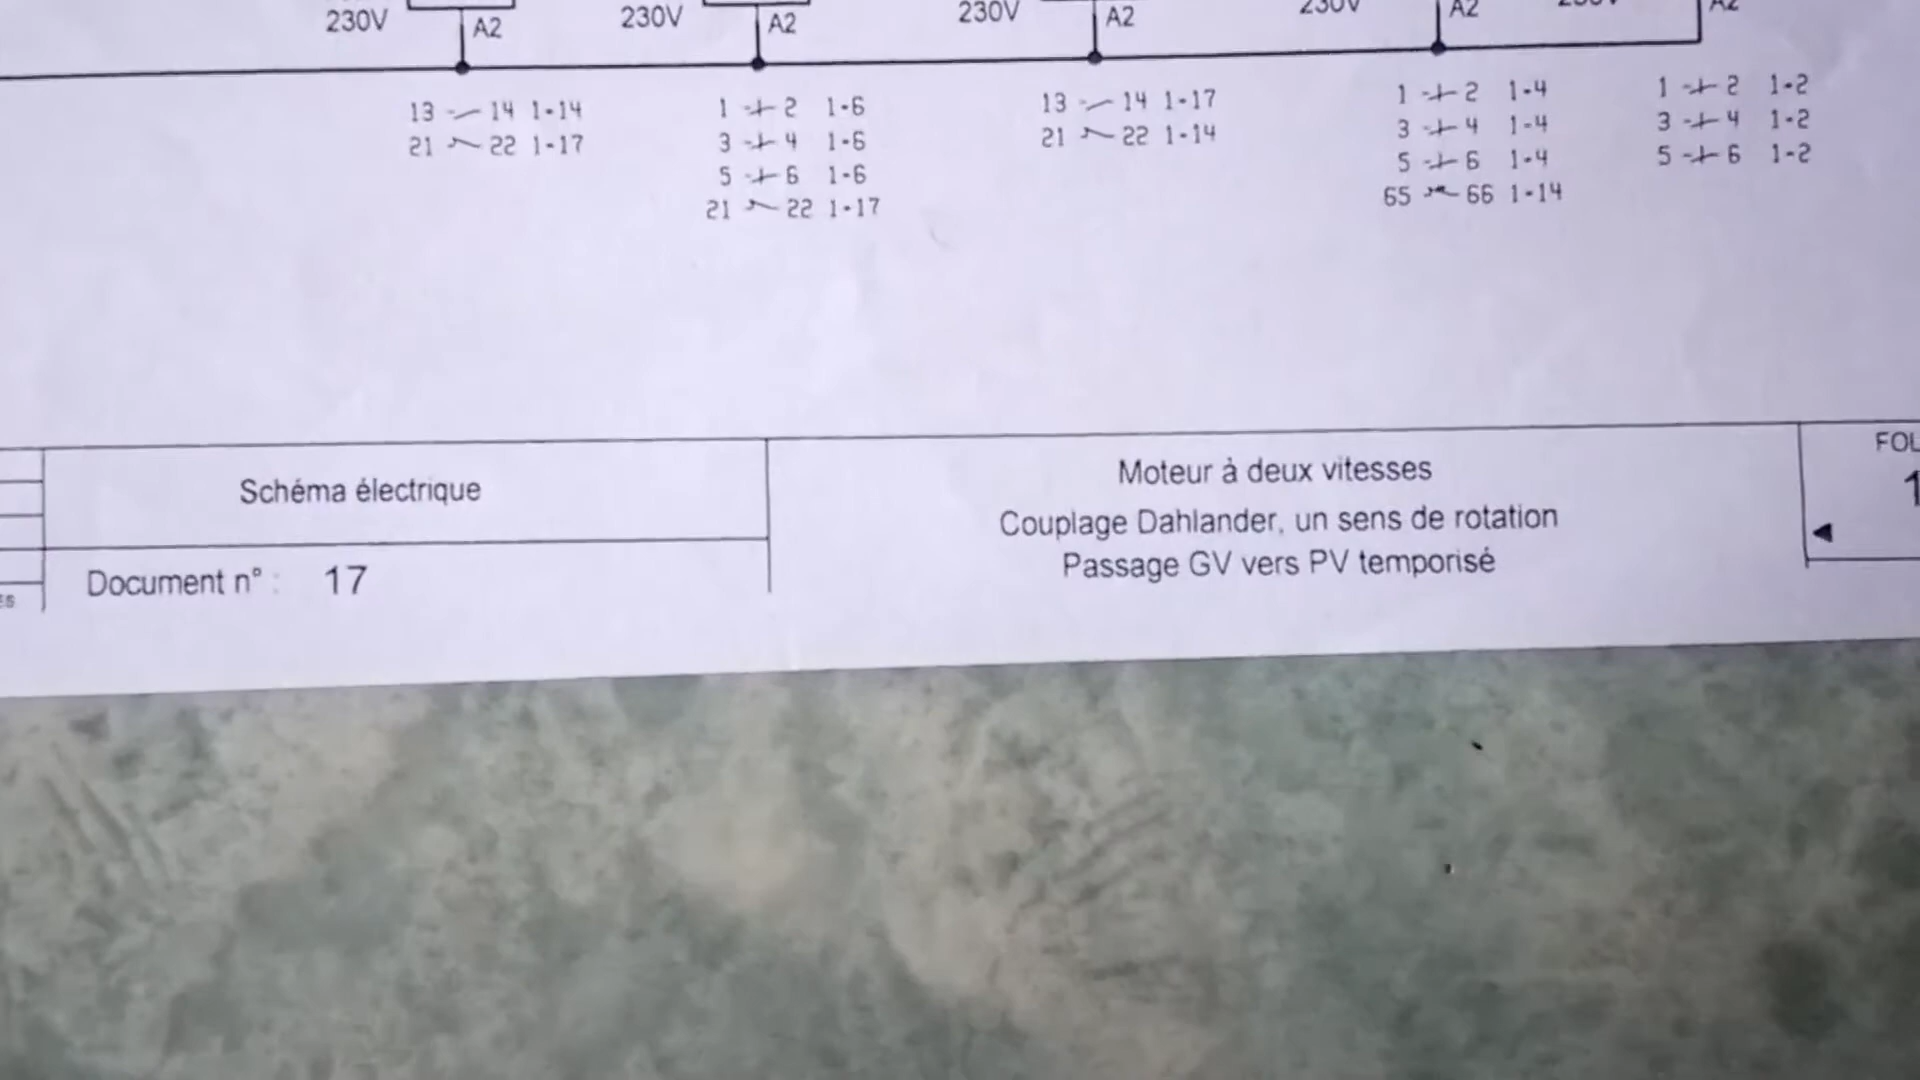 230V A2 230V A2 230V A2 230V A2 A2
13 14 1-14
21 22 1-17
1 2 1-6
3 4 1-6
5 6 1-6
21 22 1-17
13 14 1-17
21 22 1-14
1 2 1-4
3 4 1-4
5 6 1-4
65 66 1-14
1 2 1-2
3 4 1-2
5 6 1-2
Schéma électrique
Document n° : 17
Moteur à deux vitesses
Couplage Dahlander, un sens de rotation
Passage GV vers PV temporisé
FOL
1